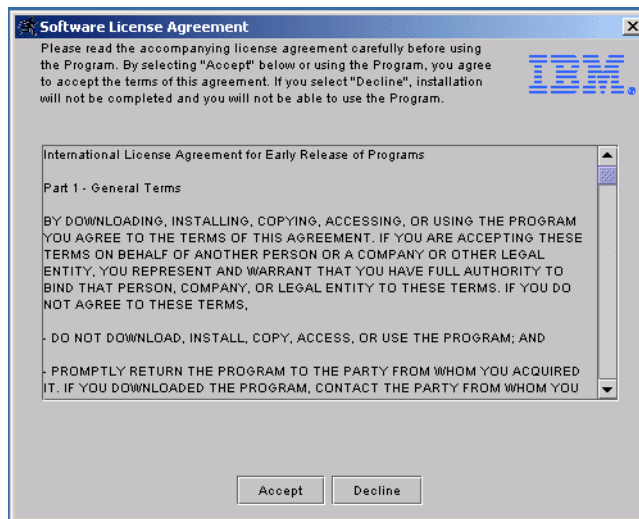 Software License Agreement
Please read the accompanying license agreement carefully before using
the Program. By selecting "Accept" below or using the Program, you agree
to accept the terms of this agreement. If you select "Decline", installation
will not be completed and you will not be able to use the Program.
IBM
International License Agreement for Early Release of Programs
Part 1 - General Terms
BY DOWNLOADING, INSTALLING, COPYING, ACCESSING, OR USING THE PROGRAM
YOU AGREE TO THE TERMS OF THIS AGREEMENT. IF YOU ARE ACCEPTING THESE
TERMS ON BEHALF OF ANOTHER PERSON OR A COMPANY OR OTHER LEGAL
ENTITY, YOU REPRESENT AND WARRANT THAT YOU HAVE FULL AUTHORITY TO
BIND THAT PERSON, COMPANY, OR LEGAL ENTITY TO THESE TERMS. IF YOU DO
NOT AGREE TO THESE TERMS,
- DO NOT DOWNLOAD, INSTALL, COPY, ACCESS, OR USE THE PROGRAM; AND
- PROMPTLY RETURN THE PROGRAM TO THE PARTY FROM WHOM YOU ACQUIRED
IT. IF YOU DOWNLOADED THE PROGRAM, CONTACT THE PARTY FROM WHOM YOU
Accept
Decline